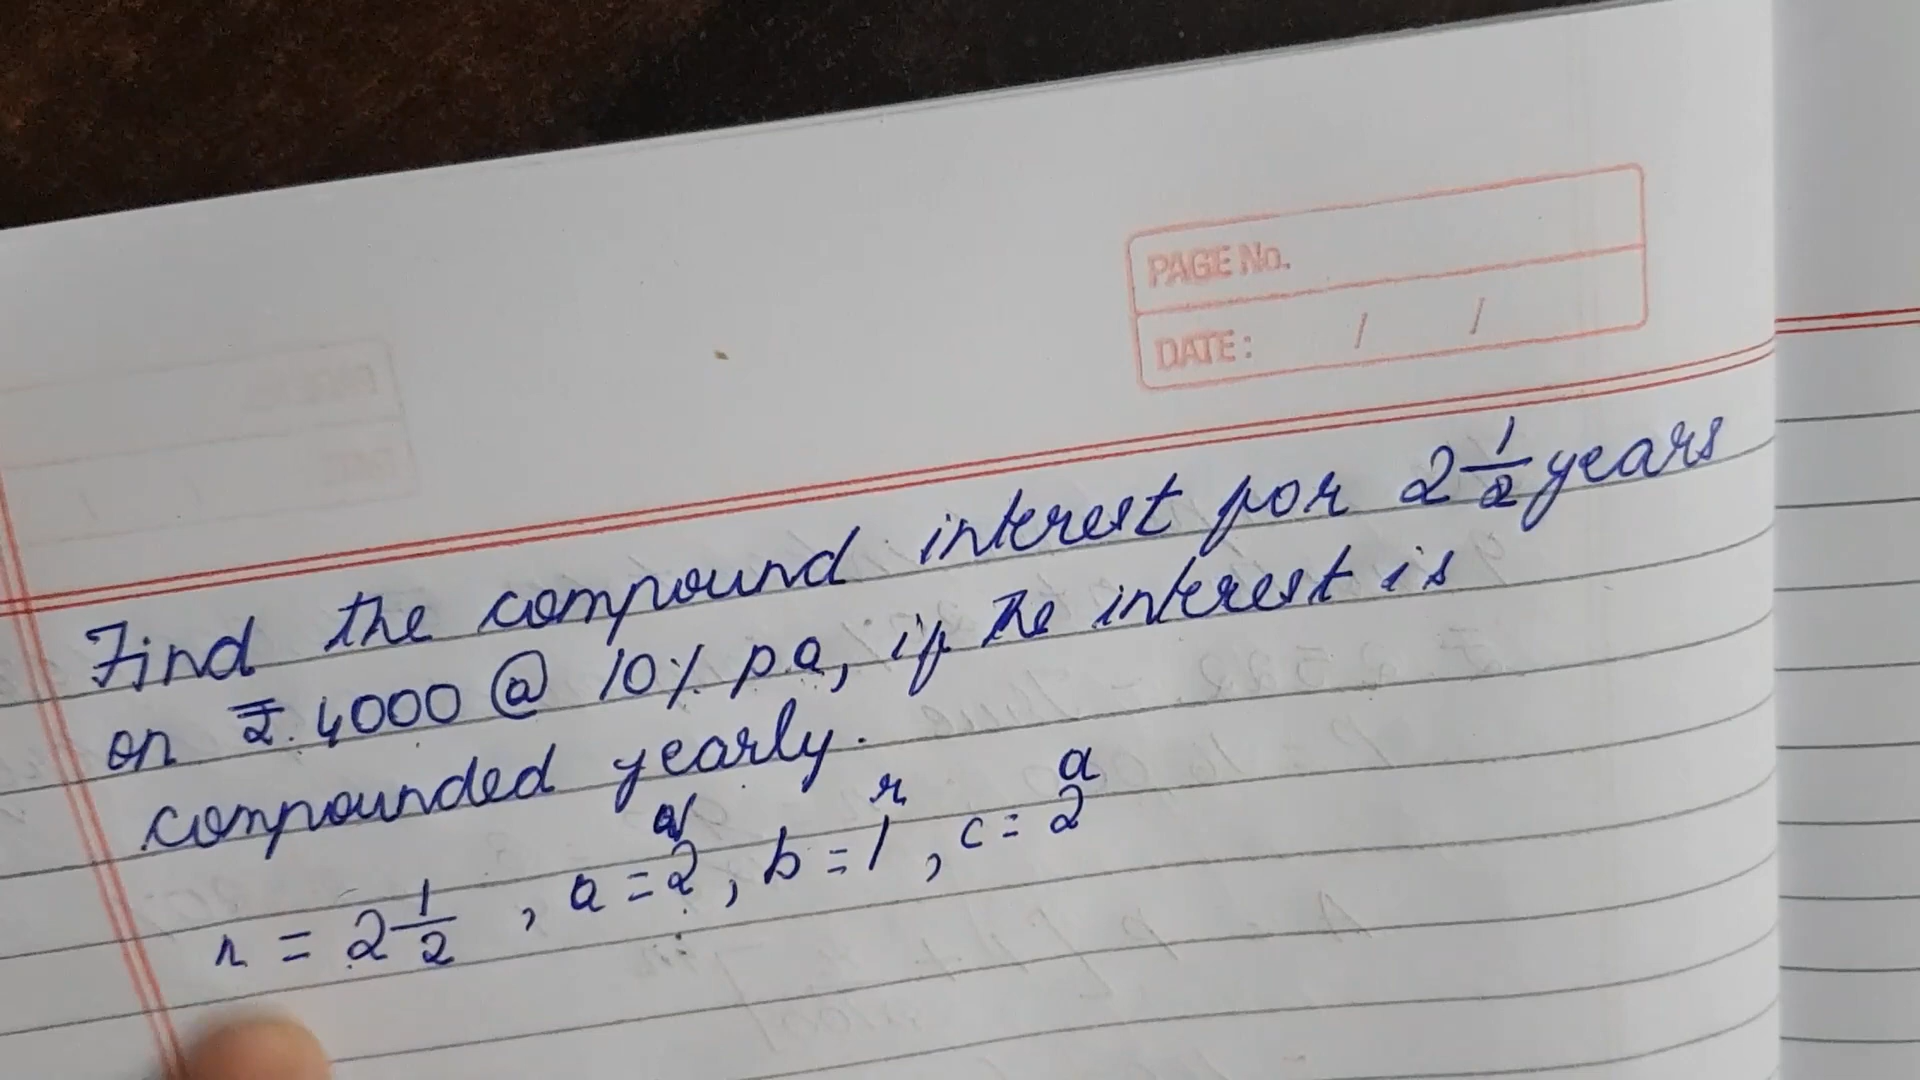 PAGE No.
DATE: / /
Find the compound interest for 2 1/2 years
on ₹.4000 @ 10% p.a, if the interest is
compounded yearly.
n = 2 1/2 , a = 2 , b = 1 , c = 2